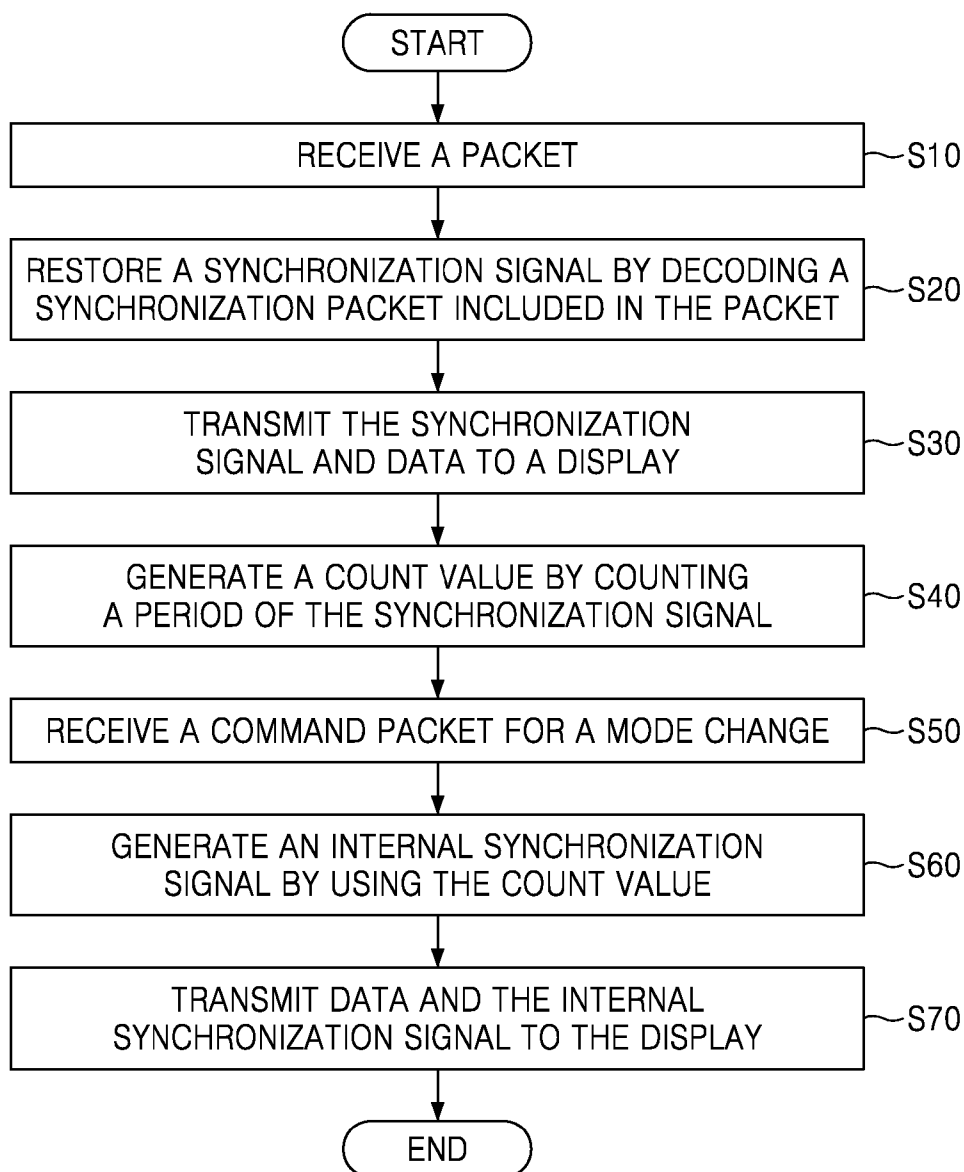 START
RECEIVE A PACKET
S10
RESTORE A SYNCHRONIZATION SIGNAL BY DECODING A
SYNCHRONIZATION PACKET INCLUDED IN THE PACKET
S20
TRANSMIT THE SYNCHRONIZATION
SIGNAL AND DATA TO A DISPLAY
S30
GENERATE A COUNT VALUE BY COUNTING
A PERIOD OF THE SYNCHRONIZATION SIGNAL
S40
RECEIVE A COMMAND PACKET FOR A MODE CHANGE
S50
GENERATE AN INTERNAL SYNCHRONIZATION
SIGNAL BY USING THE COUNT VALUE
S60
TRANSMIT DATA AND THE INTERNAL
SYNCHRONIZATION SIGNAL TO THE DISPLAY
S70
END